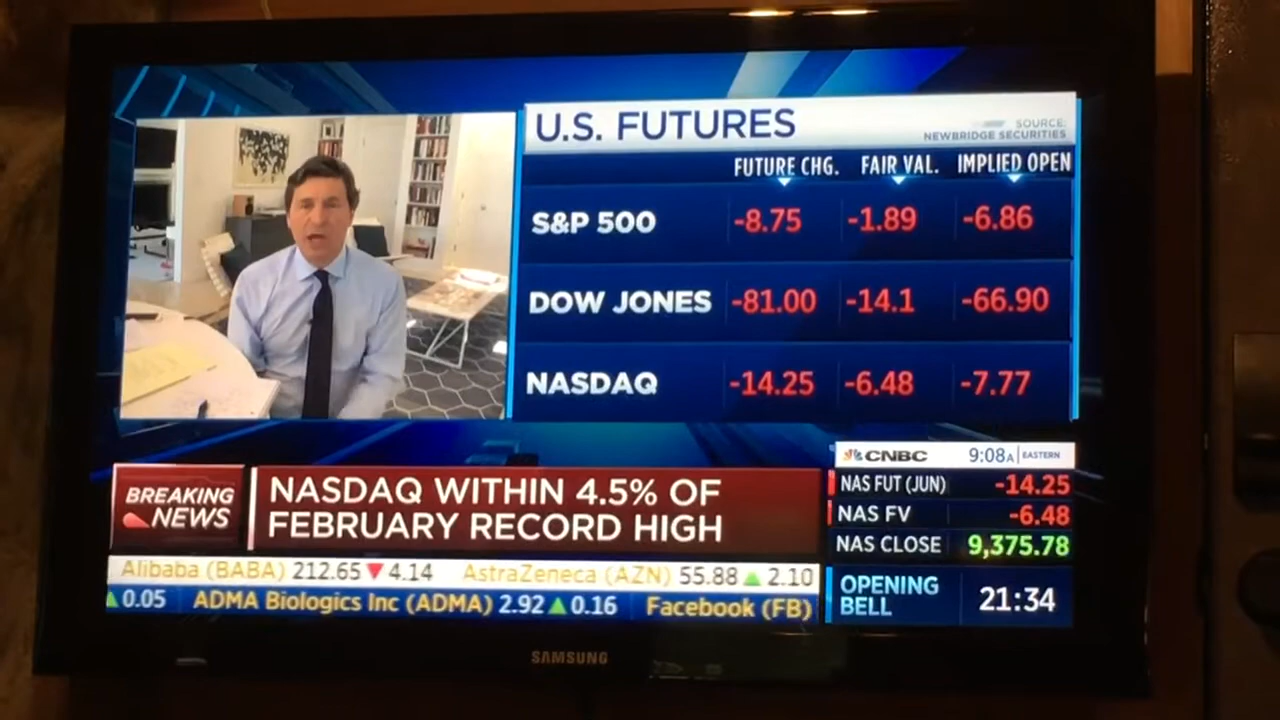 U.S. FUTURES
SOURCE:
NEWBRIDGE SECURITIES
FUTURE CHG. FAIR VAL. IMPLIED OPEN
S&P 500 -8.75 -1.89 -6.86
DOW JONES -81.00 -14.1 -66.90
NASDAQ -14.25 -6.48 -7.77
BREAKING NEWS
NASDAQ WITHIN 4.5% OF
FEBRUARY RECORD HIGH
CNBC 9:08A EASTERN
NAS FUT (JUN) -14.25
NAS FV -6.48
NAS CLOSE 9,375.78
OPENING BELL 21:34
Alibaba (BABA) 212.65▼4.14 AstraZeneca (AZN) 55.88▲2.10
▲0.05 ADMA Biologics Inc (ADMA) 2.92▲0.16 Facebook (FB)
SAMSUNG